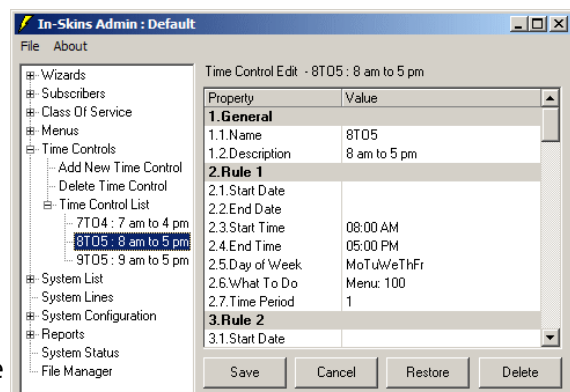 In-Skins Admin : Default
File About
Wizards
Subscribers
Class Of Service
Menus
Time Controls
Add New Time Control
Delete Time Control
Time Control List
7TO4 : 7 am to 4 pm
8TO5 : 8 am to 5 pm
9TO5 : 9 am to 5 pm
System List
System Lines
System Configuration
Reports
System Status
File Manager
Time Control Edit - 8TO5 : 8 am to 5 pm
Property Value
1.General
1.1.Name 8TO5
1.2.Description 8 am to 5 pm
2.Rule 1
2.1.Start Date
2.2.End Date
2.3.Start Time 08:00 AM
2.4.End Time 05:00 PM
2.5.Day of Week MoTuWeThFr
2.6.What To Do Menu: 100
2.7.Time Period 1
3.Rule 2
3.1.Start Date
Save Cancel Restore Delete
e